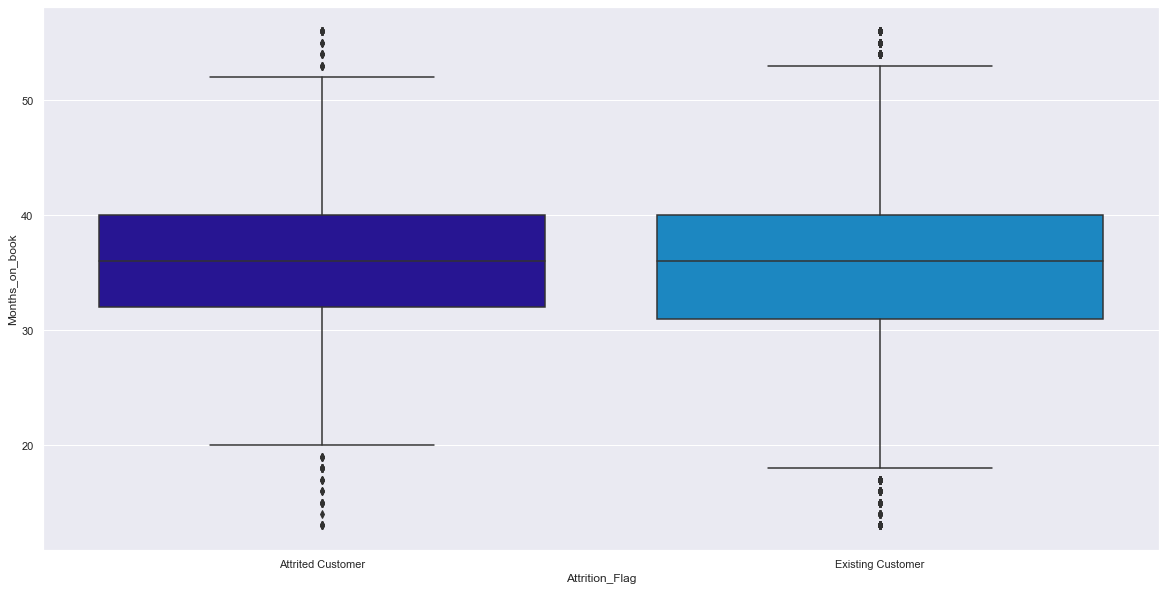 50
40
30
20
Months_on_book
Attrited Customer
Existing Customer
Attrition_Flag